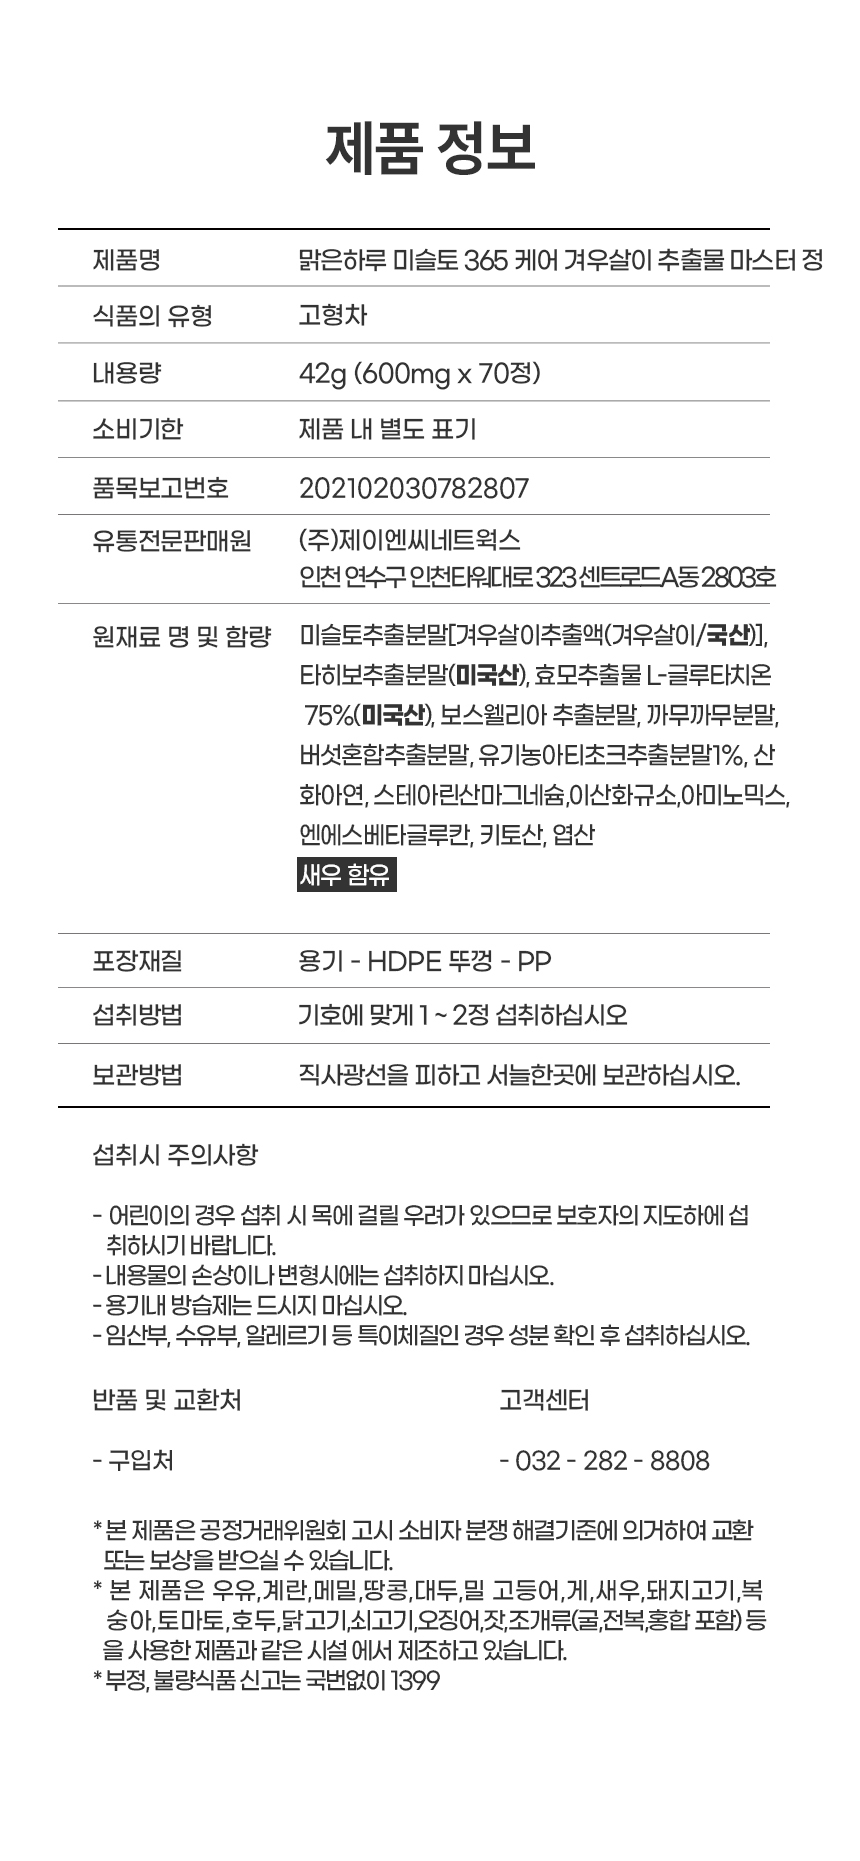 제품 정보
제품명 맑은하루 미슬토 365 케어 겨우살이 추출물 마스터 정
식품의 유형 고형차
내용량 42g (600mg x 70정)
소비기한 제품 내 별도 표기
품목보고번호 202102030782807
유통전문판매원 (주)제이엔씨네트웍스
인천 연수구 인천타워대로 323 센트로드A동 2803호
원재료 명 및 함량 미슬토추출분말[겨우살이추출액(겨우살이/국산)],
타히보추출분말(미국산), 효모추출물 L-글루타치온
75%(미국산), 보스웰리아 추출분말, 까무까무분말,
버섯혼합추출분말, 유기농아티초크추출분말1%, 산
화아연, 스테아린산마그네슘,이산화규소,아미노믹스,
엔에스베타글루칸, 키토산, 엽산
새우 함유
포장재질 용기 - HDPE 뚜껑 - PP
섭취방법 기호에 맞게 1 ~ 2정 섭취하십시오
보관방법 직사광선을 피하고 서늘한곳에 보관하십시오.
섭취시 주의사항
- 어린이의 경우 섭취 시 목에 걸릴 우려가 있으므로 보호자의 지도하에 섭
취하시기 바랍니다.
- 내용물의 손상이나 변형시에는 섭취하지 마십시오.
- 용기내 방습제는 드시지 마십시오.
- 임산부, 수유부, 알레르기 등 특이체질인 경우 성분 확인 후 섭취하십시오.
반품 및 교환처 고객센터
- 구입처 - 032 - 282 - 8808
* 본 제품은 공정거래위원회 고시 소비자 분쟁 해결기준에 의거하여 교환
또는 보상을 받으실 수 있습니다.
* 본 제품은 우유,계란,메밀,땅콩,대두,밀 고등어,게,새우,돼지고기,복
숭아,토마토,호두,닭고기,쇠고기,오징어,잣,조개류(굴,전복,홍합 포함) 등
을 사용한 제품과 같은 시설 에서 제조하고 있습니다.
* 부정, 불량식품 신고는 국번없이 1399